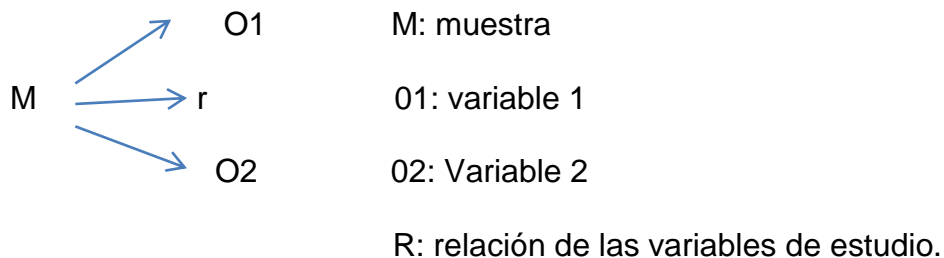 O1 M: muestra
M r 01: variable 1
O2 02: Variable 2
R: relación de las variables de estudio.